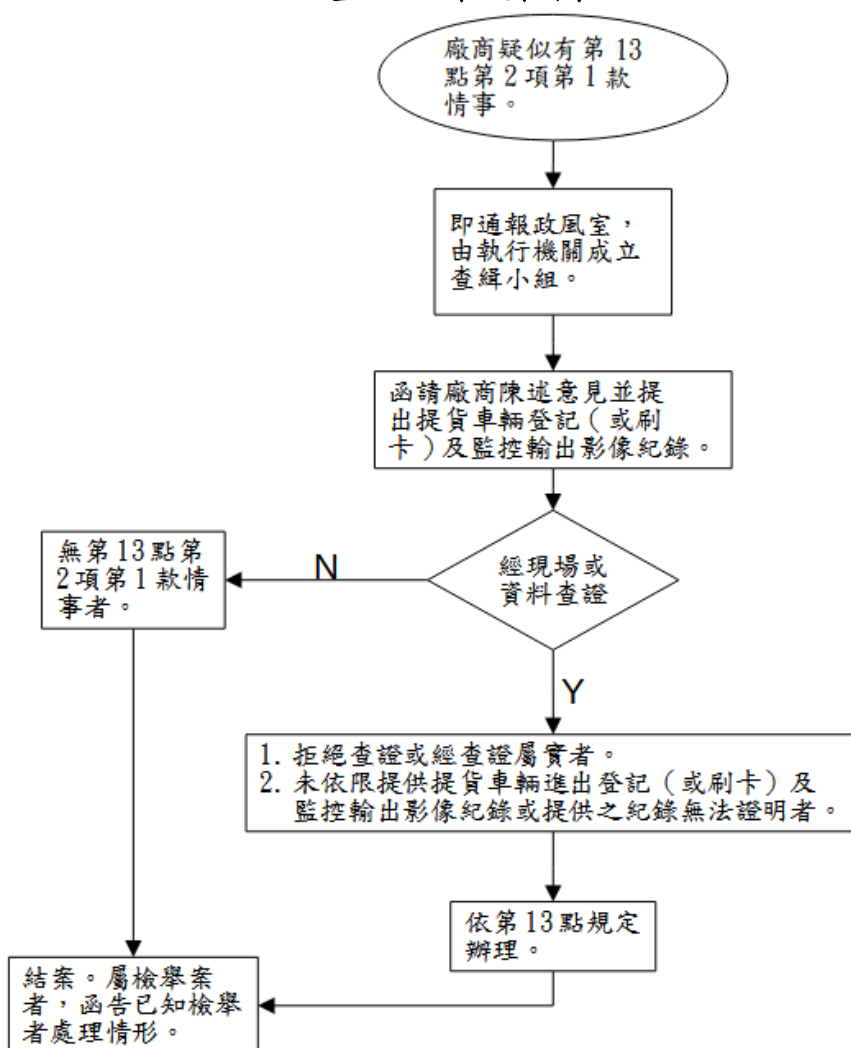 廠商疑似有第13
點第2項第1款
情事。
即通報政風室，
由執行機關成立
查緝小組。
函請廠商陳述意見並提
出提貨車輛登記（或刷
卡）及監控輸出影像紀錄。
經現場或
資料查證
N
無第13點第
2項第1款情
事者。
Y
1. 拒絕查證或經查證屬實者。
2. 未依限提供提貨車輛進出登記（或刷卡）及
監控輸出影像紀錄或提供之紀錄無法證明者。
依第13點規定
辦理。
結案。屬檢舉案
者，函告已知檢舉
者處理情形。